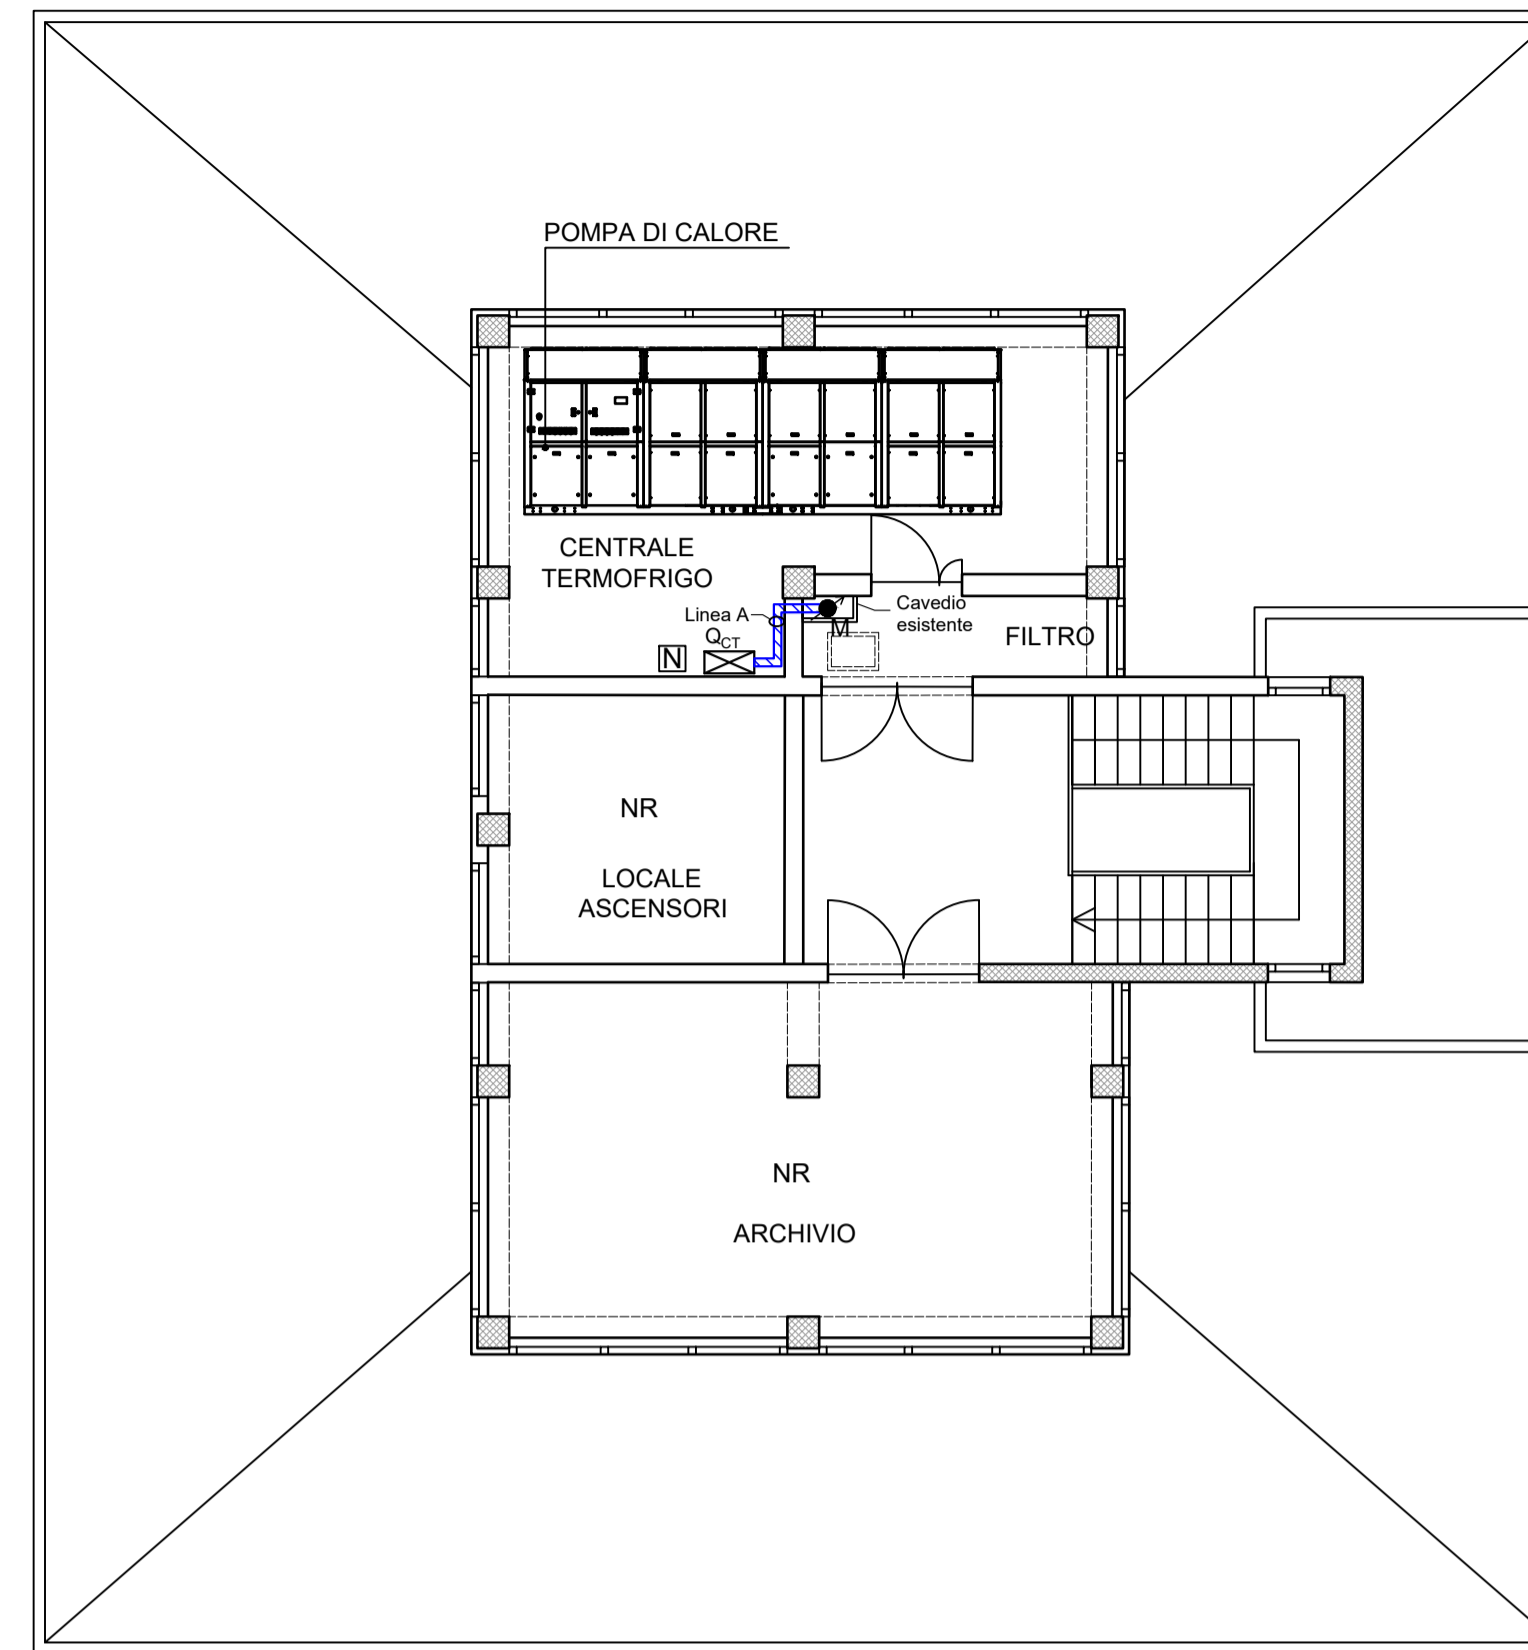 POMPA DI CALORE
CENTRALE
TERMOFRIGO
Linea A
Cavedio
esistente
M
FILTRO
QCT
N
NR
LOCALE
ASCENSORI
NR
ARCHIVIO